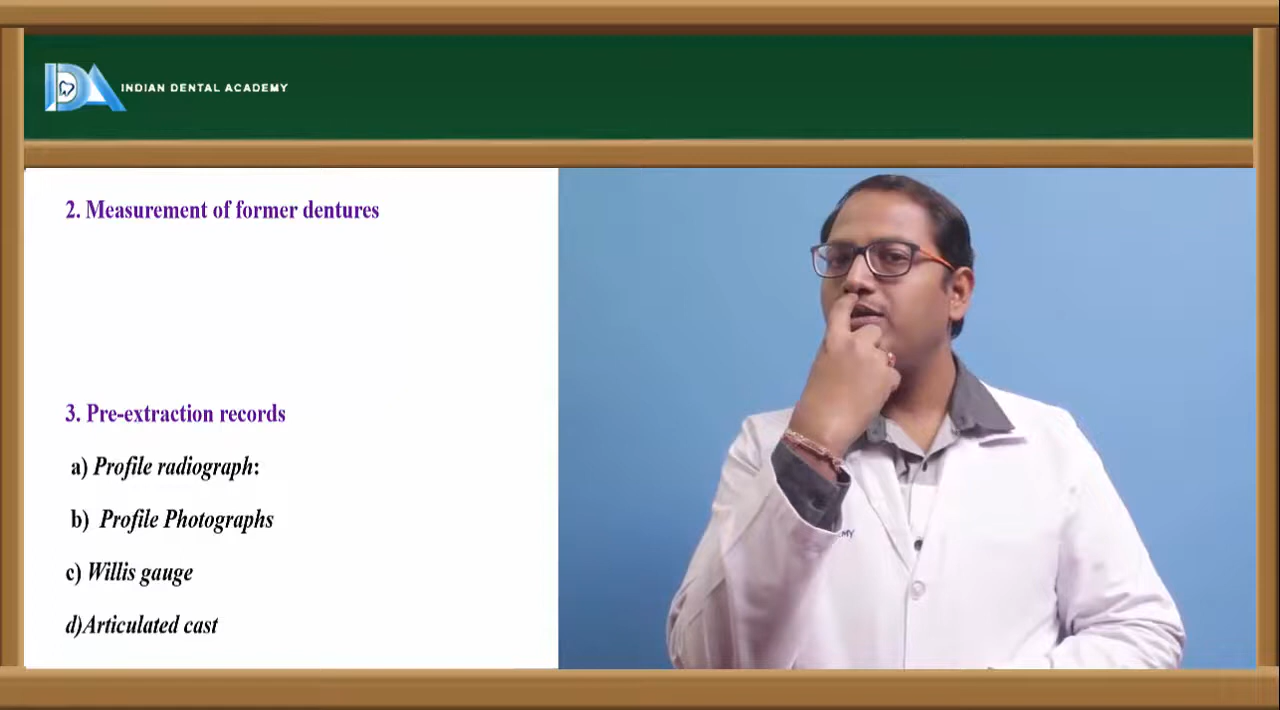 INDIAN DENTAL ACADEMY
2. Measurement of former dentures
3. Pre-extraction records
a) Profile radiograph:
b) Profile Photographs
c) Willis gauge
d)Articulated cast